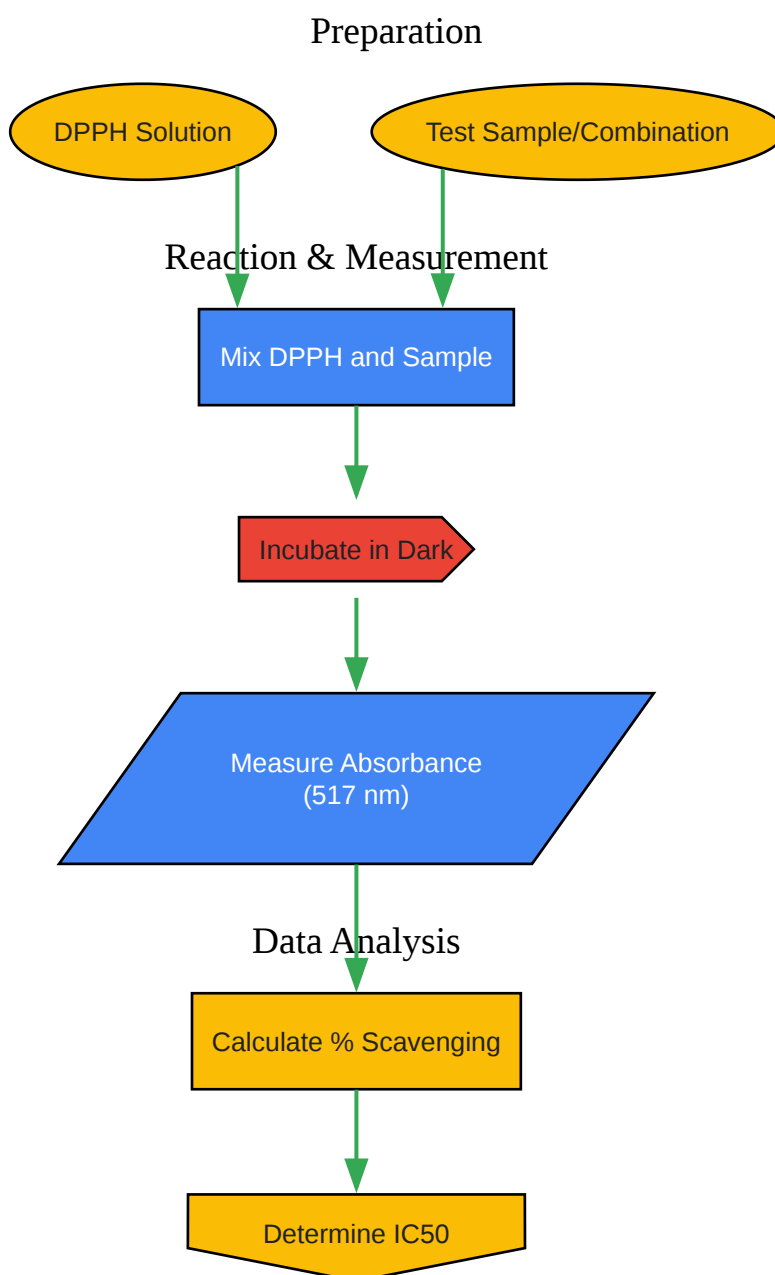 Preparation
DPPH Solution
Test Sample/Combination
Reaction & Measurement
Mix DPPH and Sample
Incubate in Dark
Measure Absorbance
(517 nm)
Data Analysis
Calculate % Scavenging
Determine IC50